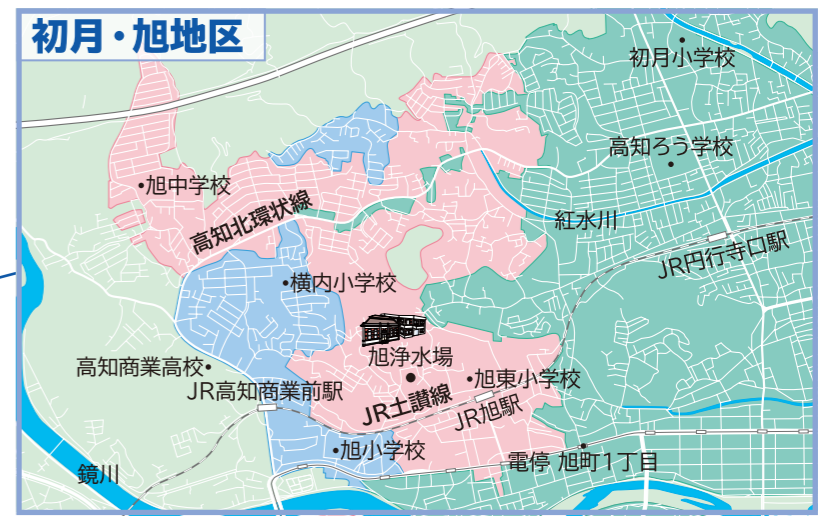 初月・旭地区
初月小学校
高知ろう学校
旭中学校
高知北環状線
紅水川
JR円行寺口駅
横内小学校
旭浄水場
高知商業高校
JR高知商業前駅
旭東小学校
JR土讃線
JR旭駅
旭小学校
電停 旭町1丁目
鏡川